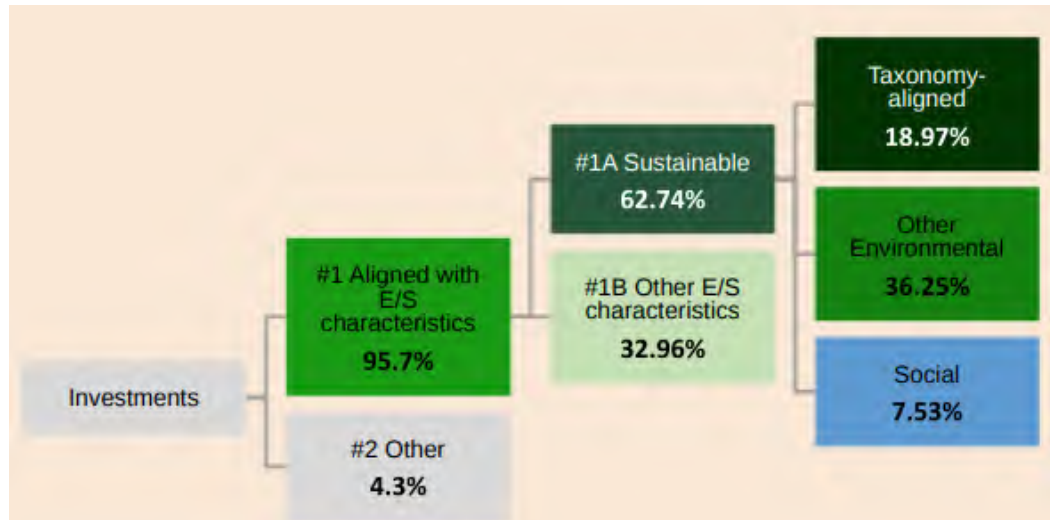 Investments
#1 Aligned with
E/S
characteristics
95.7%
#2 Other
4.3%
#1A Sustainable
62.74%
#1B Other E/S
characteristics
32.96%
Taxonomy-
aligned
18.97%
Other
Environmental
36.25%
Social
7.53%